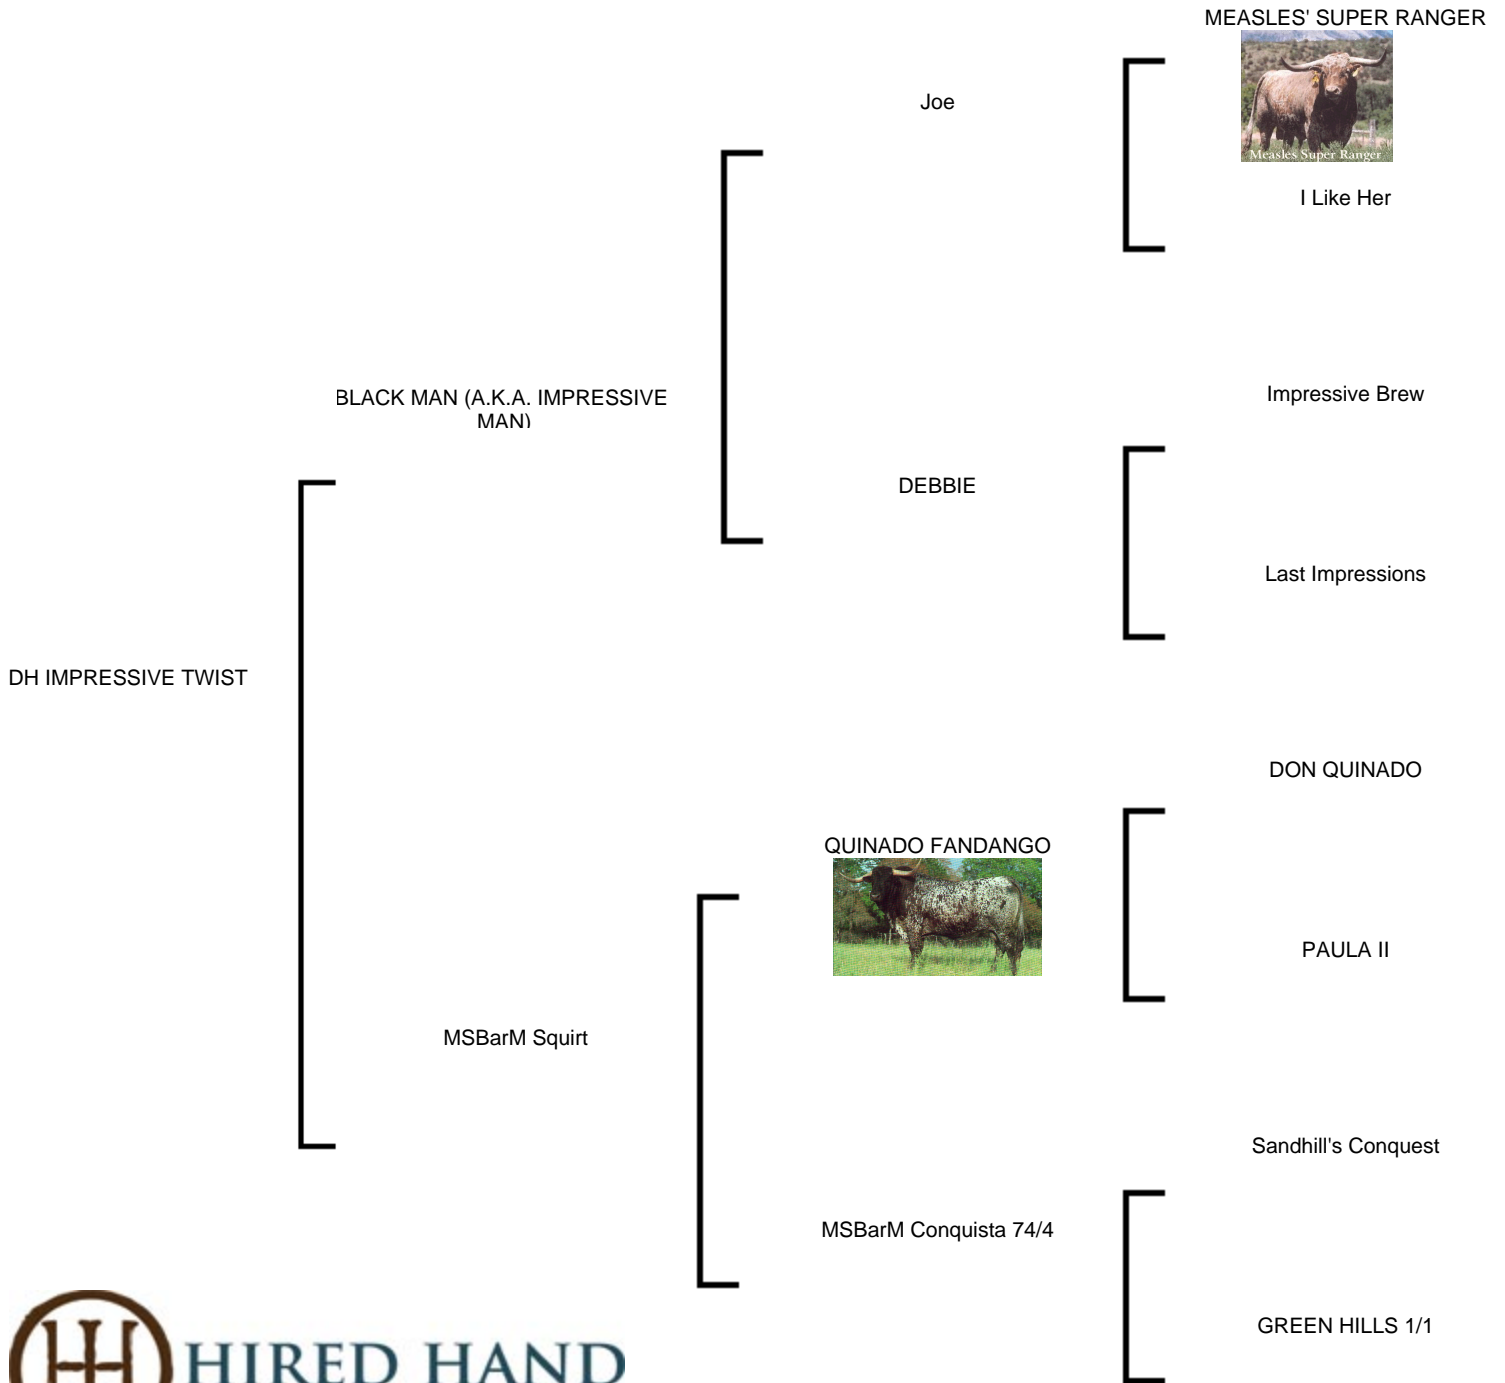 MEASLES' SUPER RANGER
Joe
Measles Super Ranger
I Like Her
BLACK MAN (A.K.A. IMPRESSIVE
MAN)
Impressive Brew
DEBBIE
Last Impressions
DH IMPRESSIVE TWIST
DON QUINADO
QUINADO FANDANGO
PAULA II
MSBarM Squirt
Sandhill's Conquest
MSBarM Conquista 74/4
GREEN HILLS 1/1
HIRED HAND